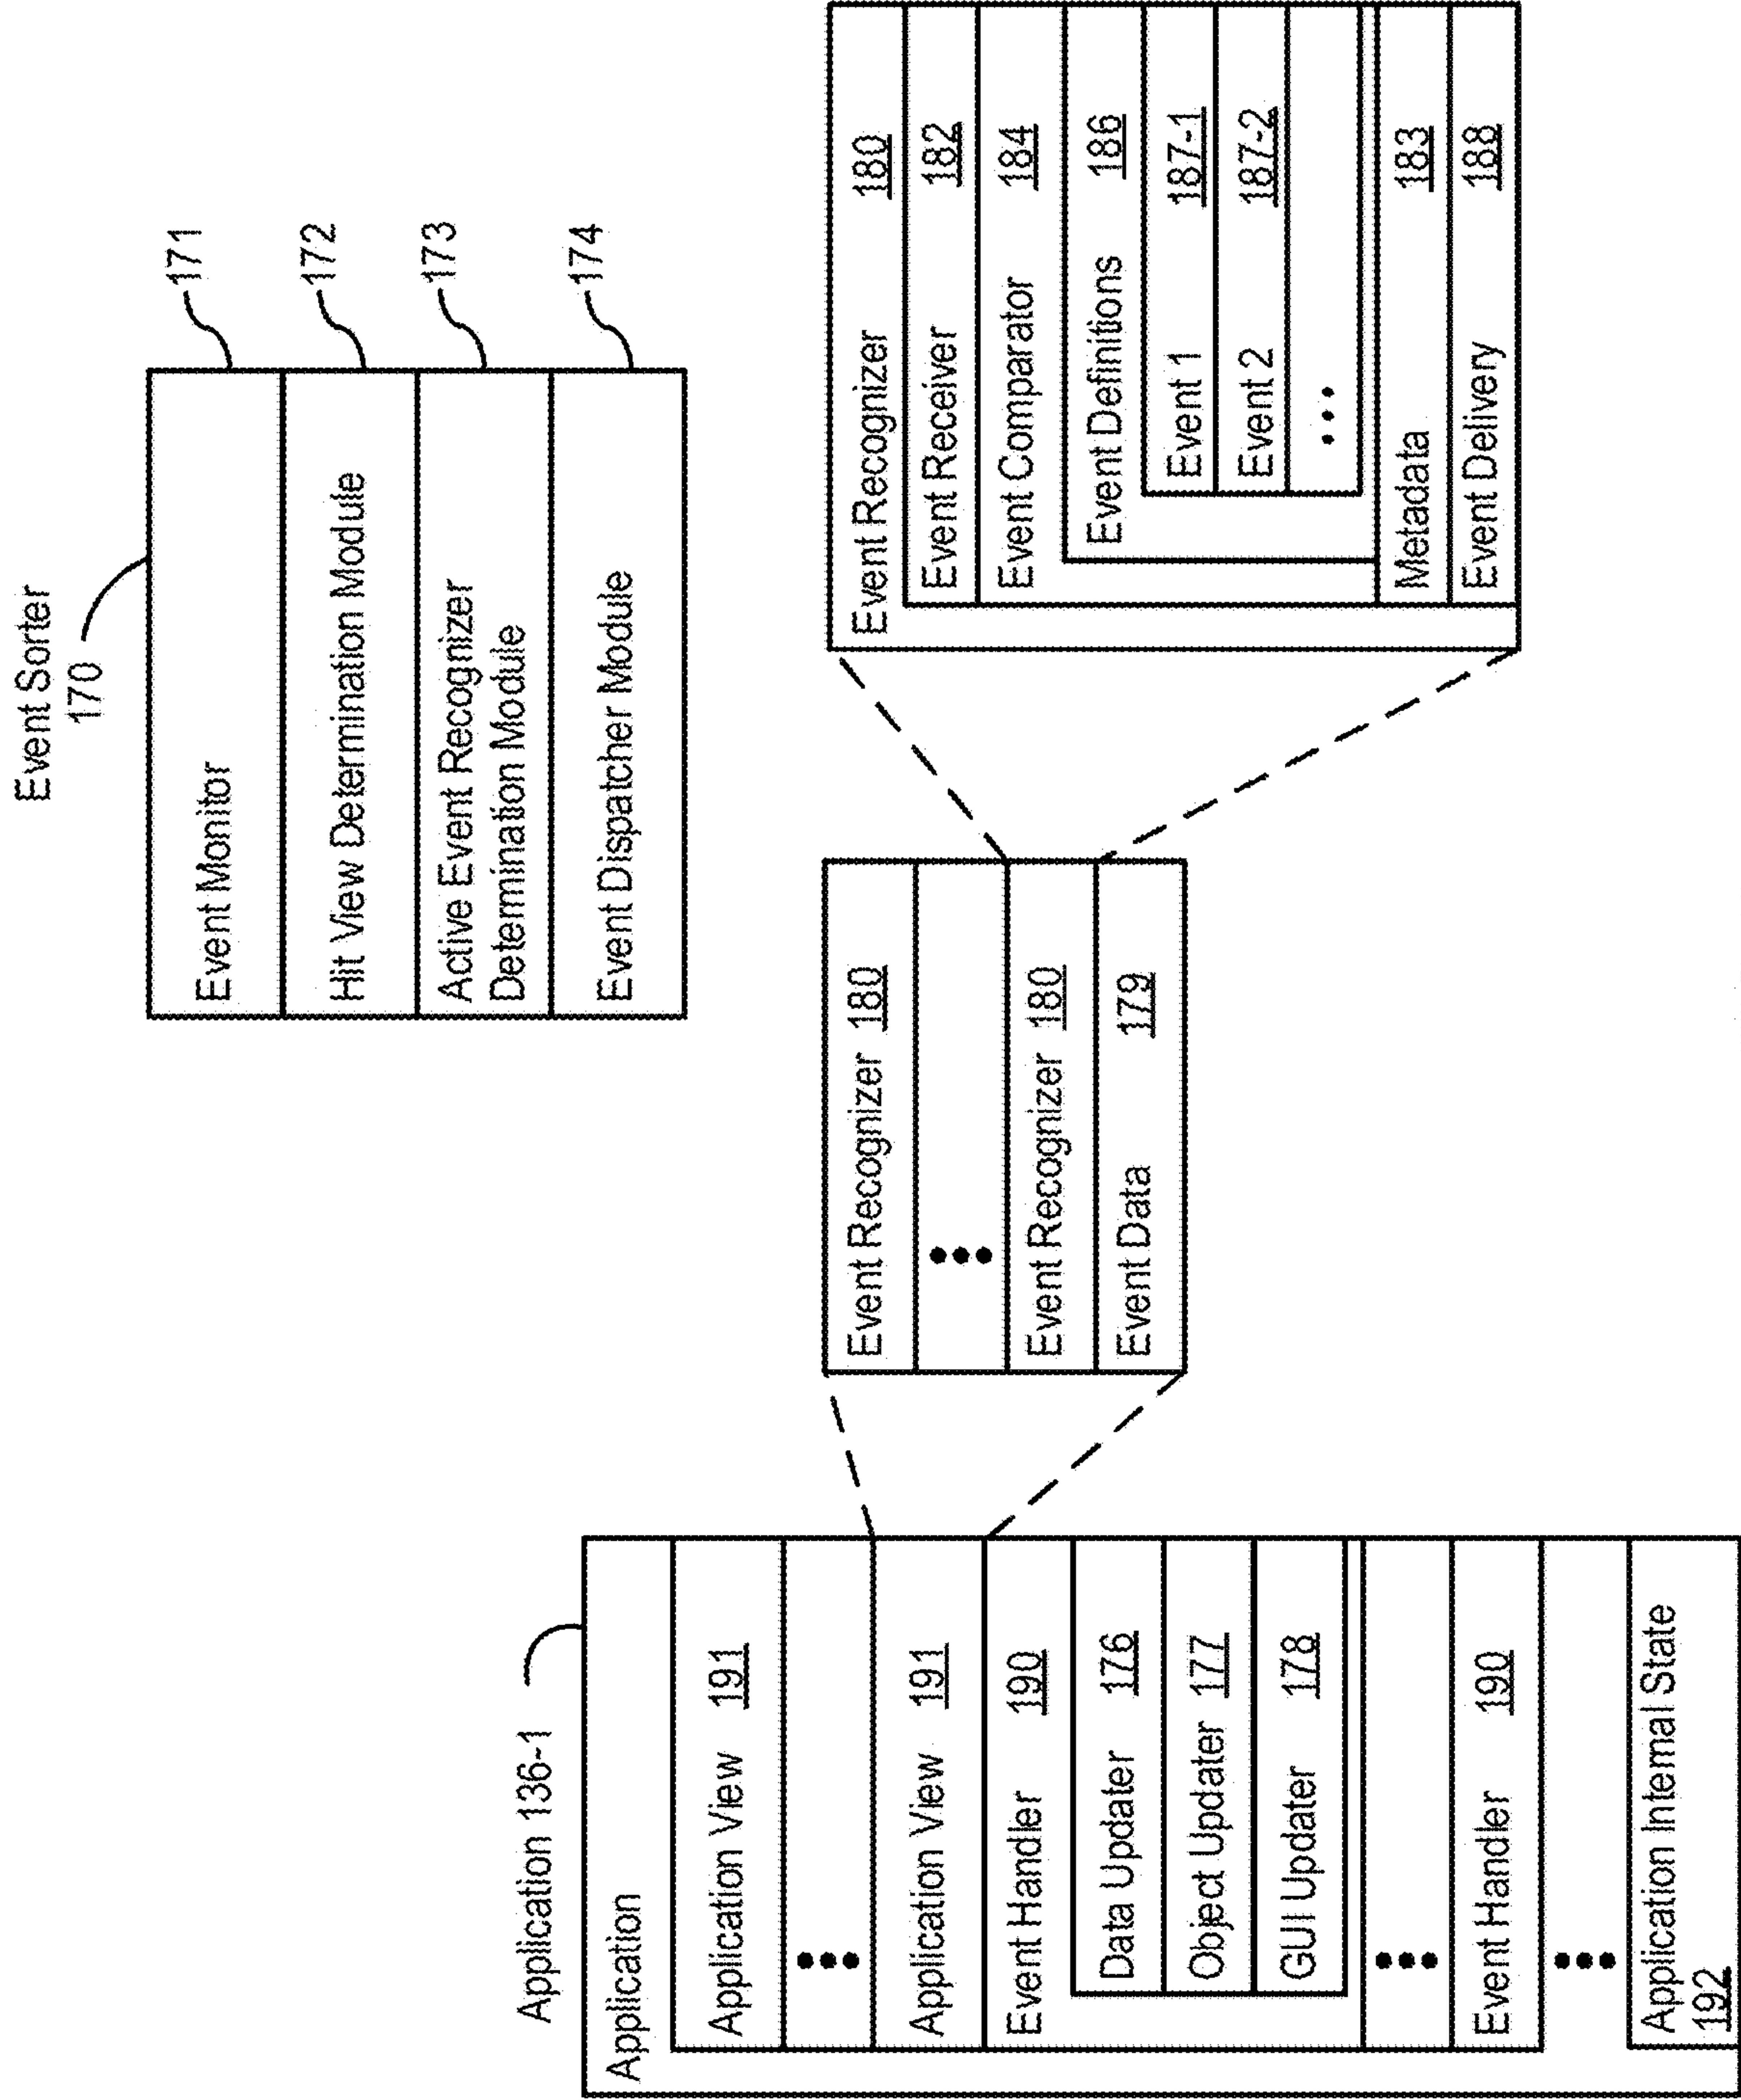 Event Sorter
170
Event Monitor
171
Hit View Determination Module
172
Active Event Recognizer
Determination Module
173
Event Dispatcher Module
174
Application 136-1
Application
Application View 191
•••
Application View 191
Event Handler 190
Data Updater 176
Object Updater 177
GUI Updater 178
•••
Event Handler 190
•••
Application Internal State
192
Event Recognizer 180
•••
Event Recognizer 180
Event Data 179
Event Recognizer 180
Event Receiver 182
Event Comparator 184
Event Definitions 186
Event 1 187-1
Event 2 187-2
•••
Metadata 183
Event Delivery 188